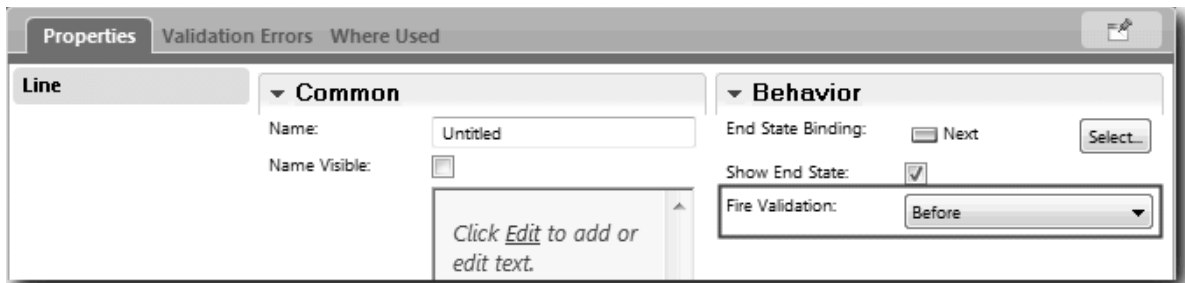 Properties Validation Errors Where Used
Line
Common
Name: Untitled
Name Visible:
Click Edit to add or
edit text.
Behavior
End State Binding: Next Select...
Show End State:
Fire Validation: Before